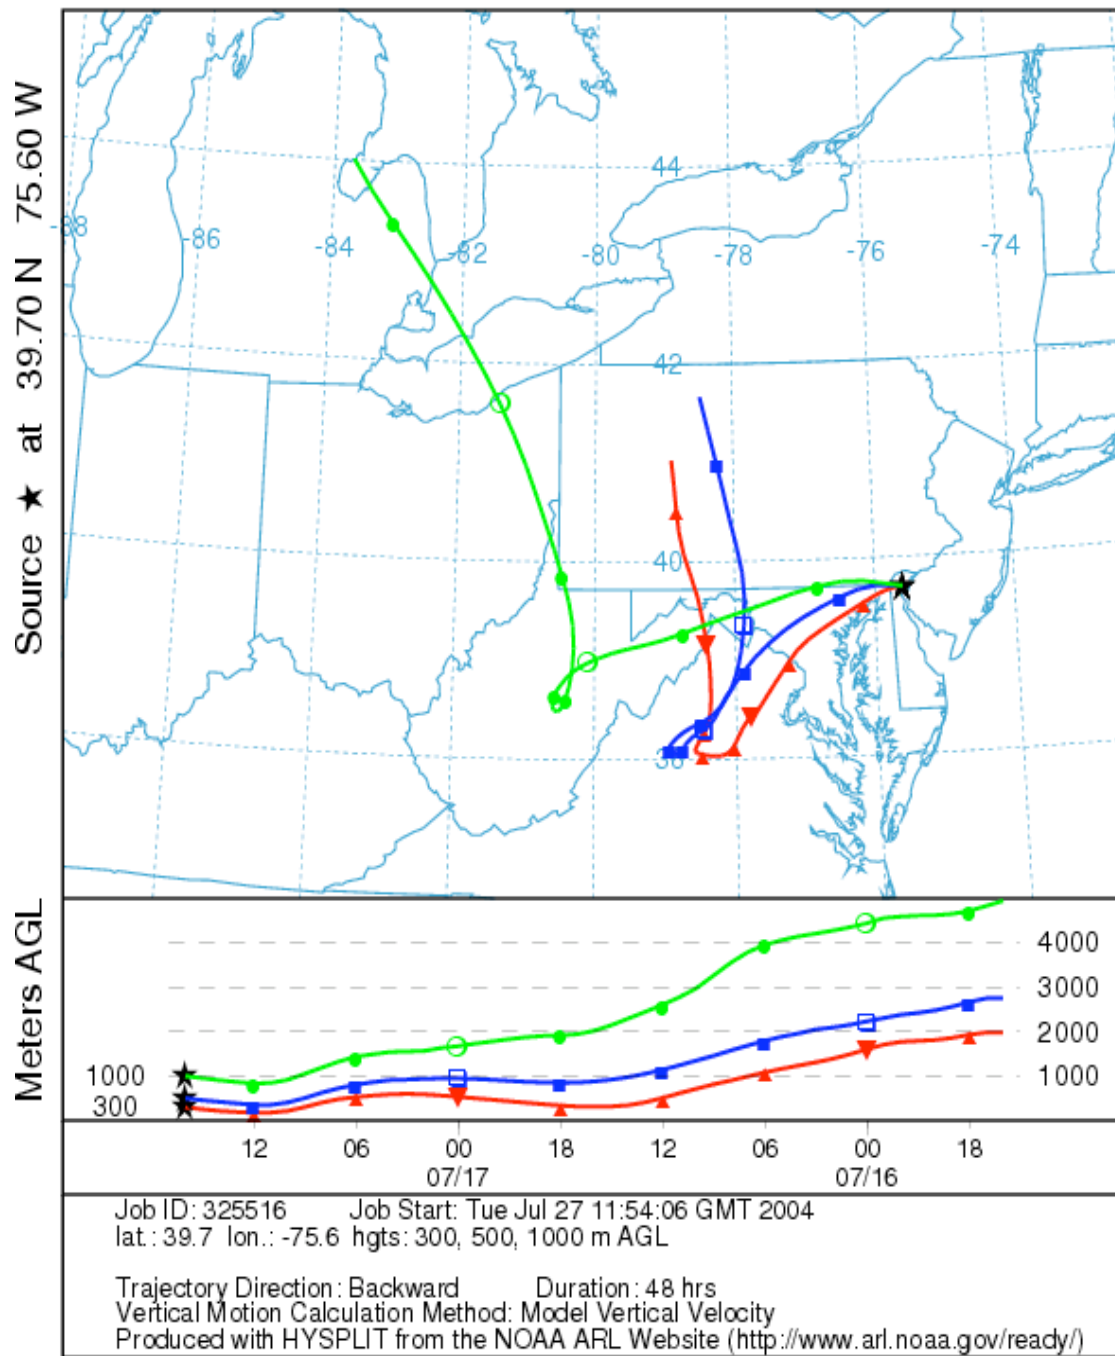 Source ★ at 39.70 N 75.60 W
44
-88
-86
-84
-82
-80
-78
-76
-74
42
40
38
Meters AGL
4000
3000
2000
1000
1000
300
12 06 00 18 12 06 00 18
07/17 07/16
Job ID: 325516 Job Start: Tue Jul 27 11:54:06 GMT 2004
lat.: 39.7 lon.: -75.6 hgts: 300, 500, 1000 m AGL
Trajectory Direction: Backward Duration: 48 hrs
Vertical Motion Calculation Method: Model Vertical Velocity
Produced with HYSPLIT from the NOAA ARL Website (http://www.arl.noaa.gov/ready/)